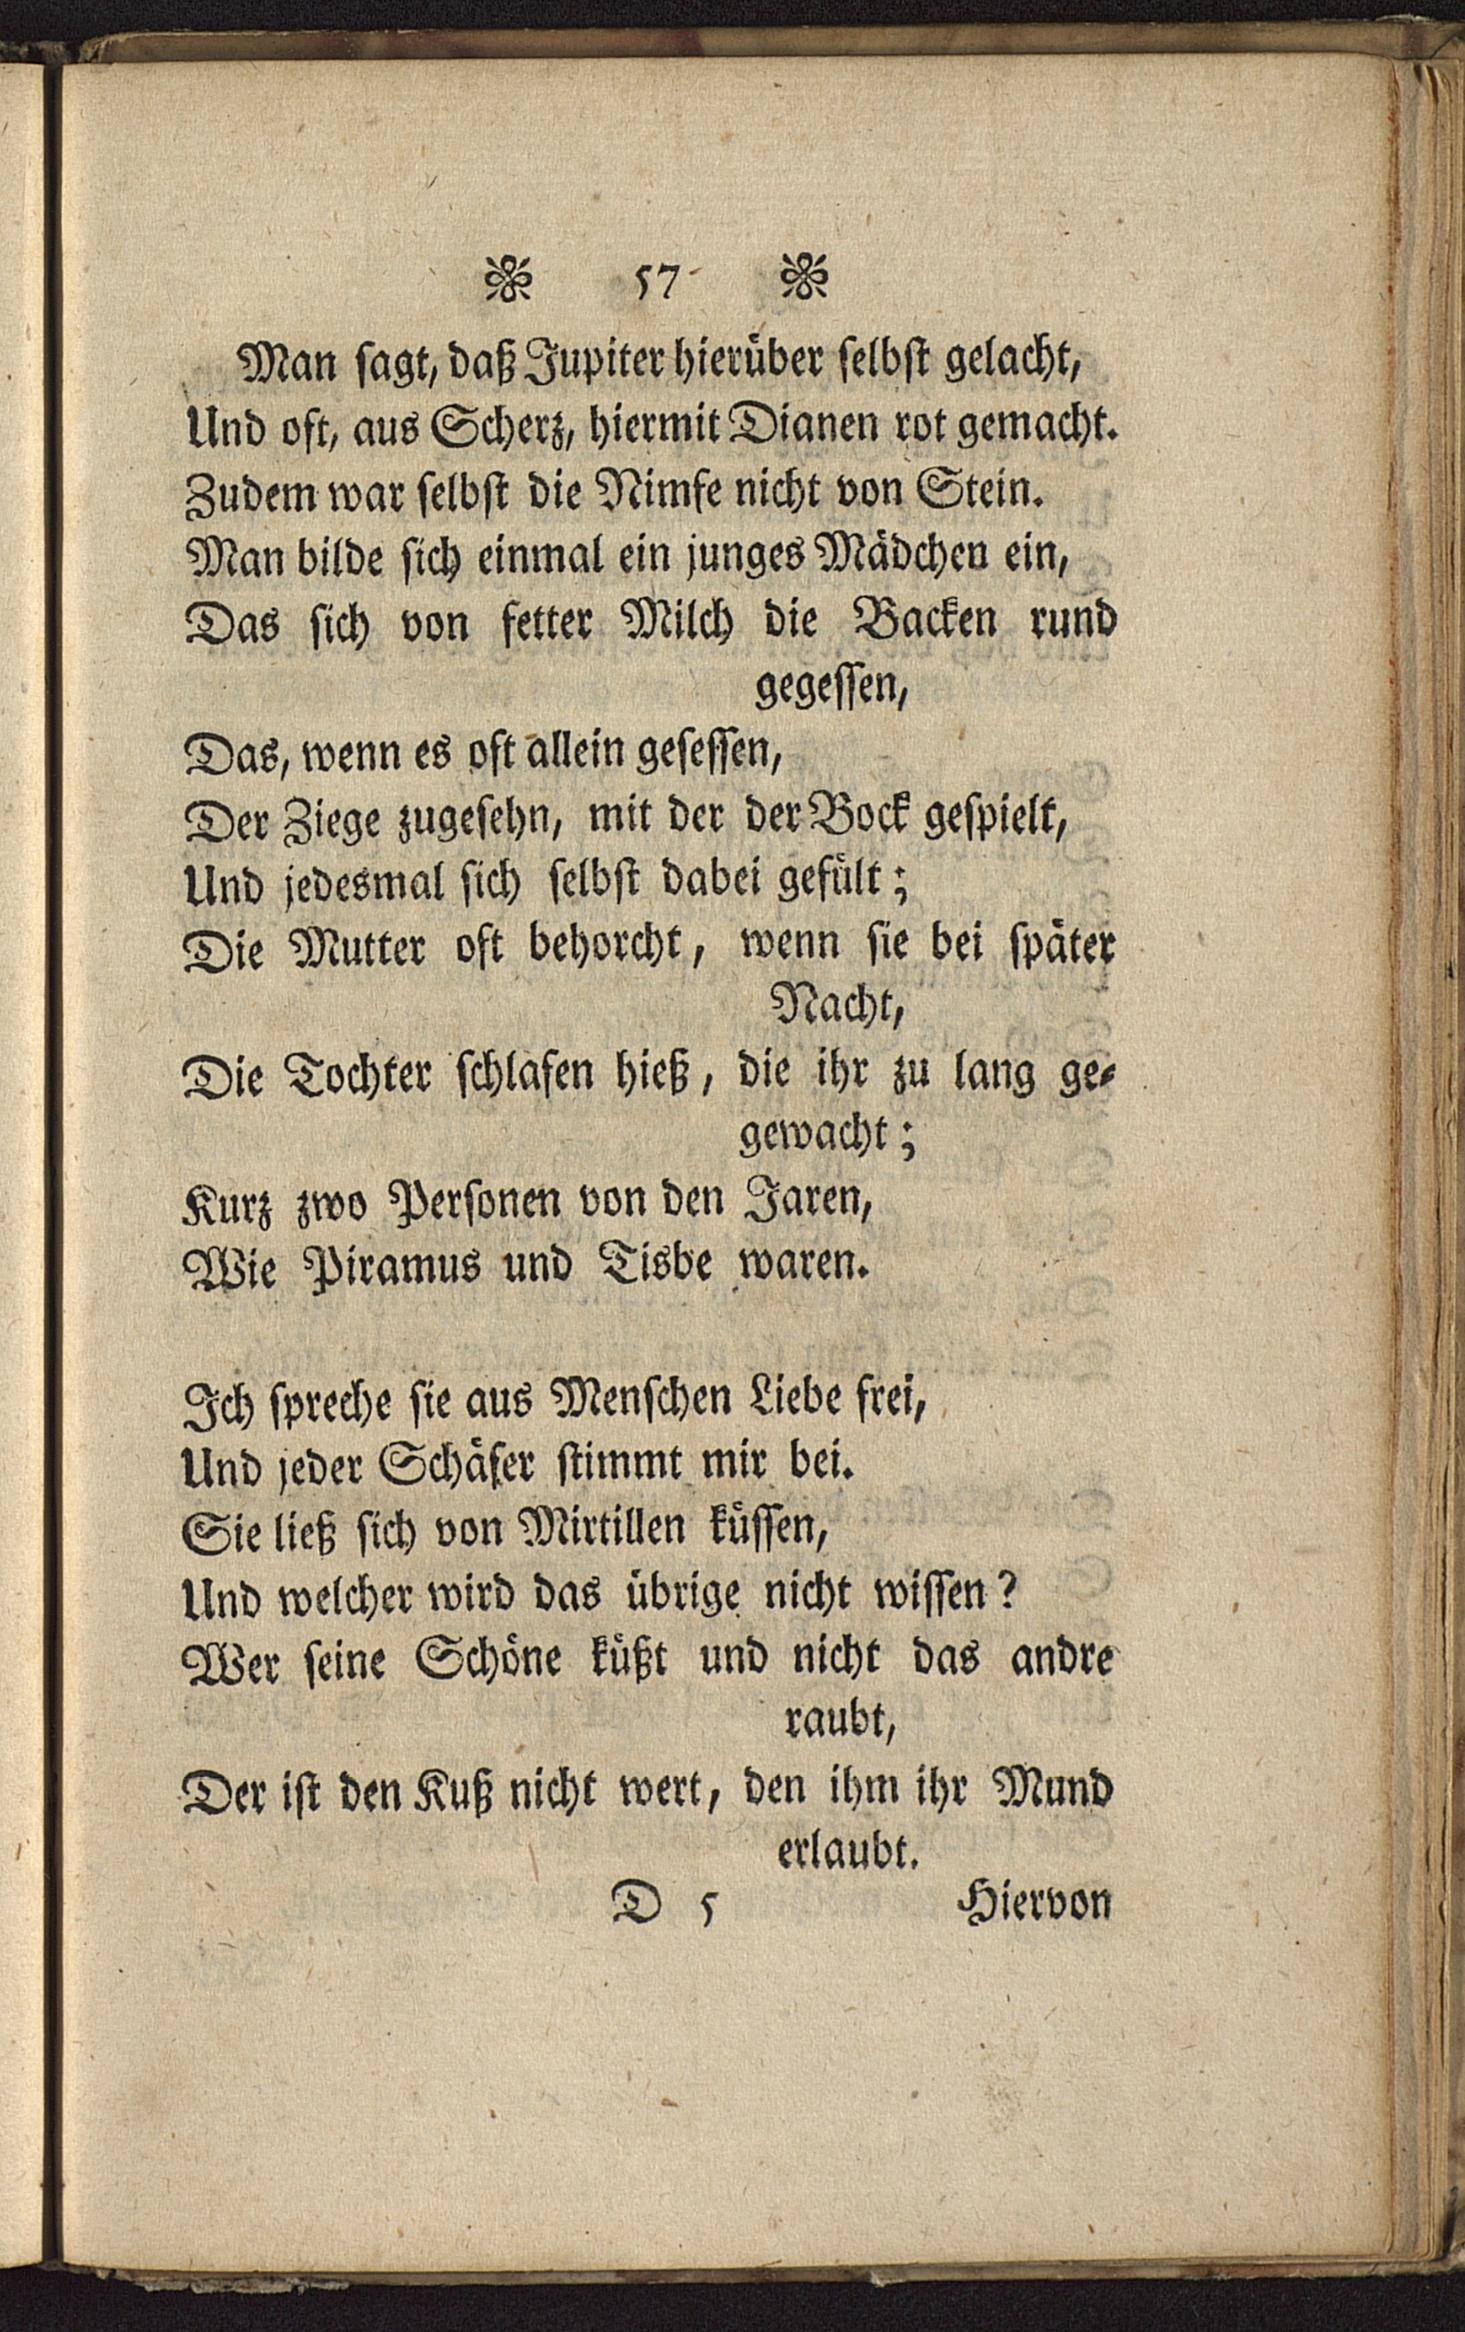 57
Man ſagt, daß Jupiter hierüber ſelbſt gelacht,
Und oft, aus Scherz, hiermit Dianen rot gemacht.
Zudem war ſelbſt die Nimfe nicht von Stein.
Man bilde ſich einmal ein junges Mädchen ein,
Das ſich von fetter Milch die Backen rund
gegeſſen,
Das, wenn es oft allein geſeſſen,
Der Ziege zugeſehn, mit der der Bock geſpielt,
Und jedesmal ſich ſelbſt dabei gefült;
Die Mutter oft behorcht, wenn ſie bei ſpäter
Nacht,
Die Tochter ſchlafen hieß, die ihr zu lang ge-
gewacht;
Kurz zwo Perſonen von den Jaren,
Wie Piramus und Tisbe waren.
Ich ſpreche ſie aus Menſchen Liebe frei,
Und jeder Schäfer ſtimmt mir bei.
Sie ließ ſich von Mirtillen küſſen,
Und welcher wird das übrige nicht wiſſen?
Wer ſeine Schöne küßt und nicht das andre
raubt,
Der iſt den Kuß nicht wert, den ihm ihr Mund
erlaubt.
D 5 Hiervon